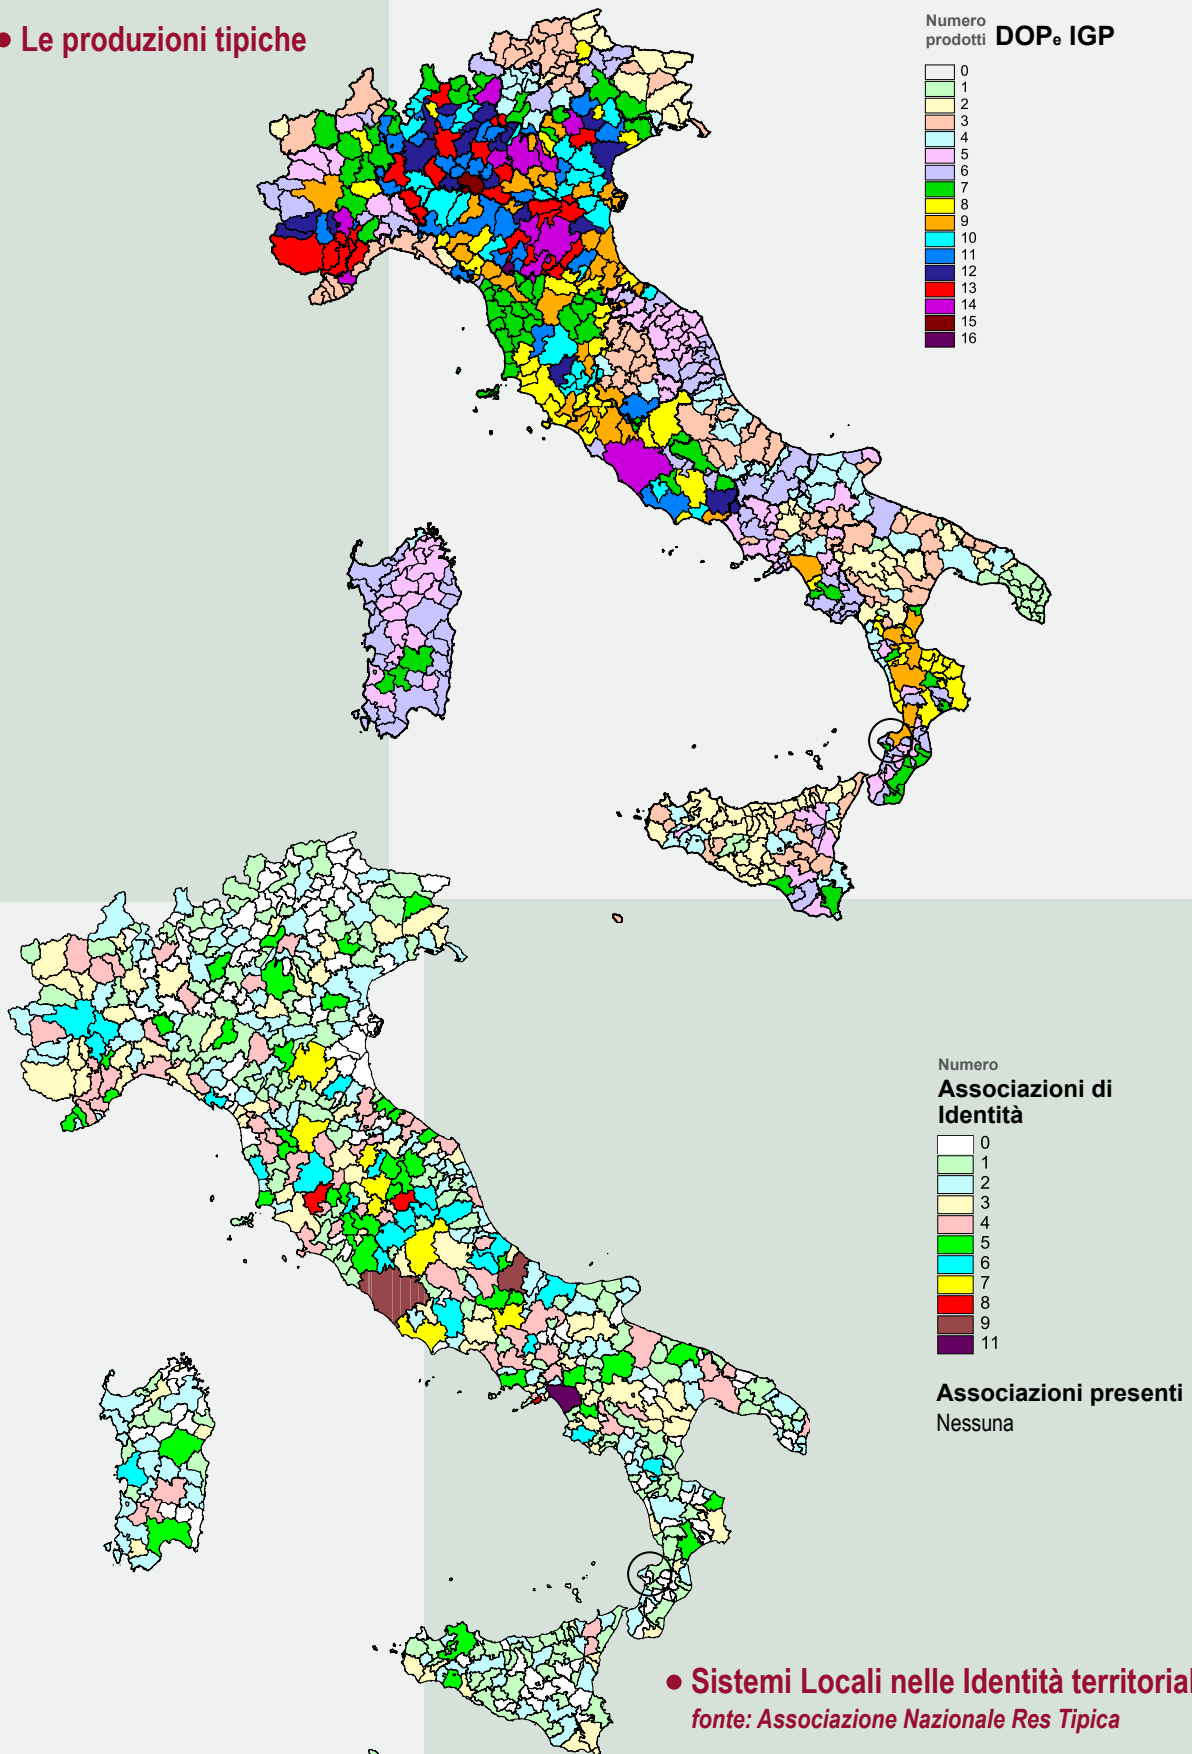 • Le produzioni tipiche
Numero
prodotti DOPe IGP
0
1
2
3
4
5
6
7
8
9
10
11
12
13
14
15
16
Numero
Associazioni di
Identità
0
1
2
3
4
5
6
7
8
9
11
Associazioni presenti
Nessuna
• Sistemi Locali nelle Identità territorial
fonte: Associazione Nazionale Res Tipica